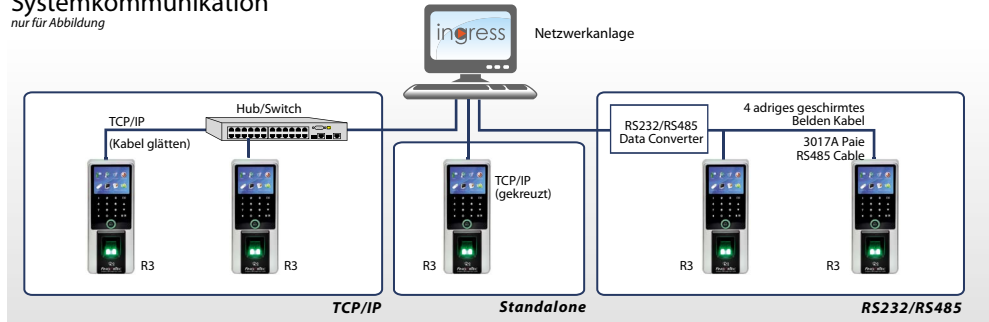 Systemkommunikation
nur für Abbildung
ingress
Netzwerkanlage
TCP/IP
(Kabel glätten)
Hub/Switch
R3
R3
TCP/IP
TCP/IP
(gekreuzt)
R3
Standalone
RS232/RS485
Data Converter
4 adriges geschirmtes
Belden Kabel
3017A Paie
RS485 Cable
R3
R3
RS232/RS485